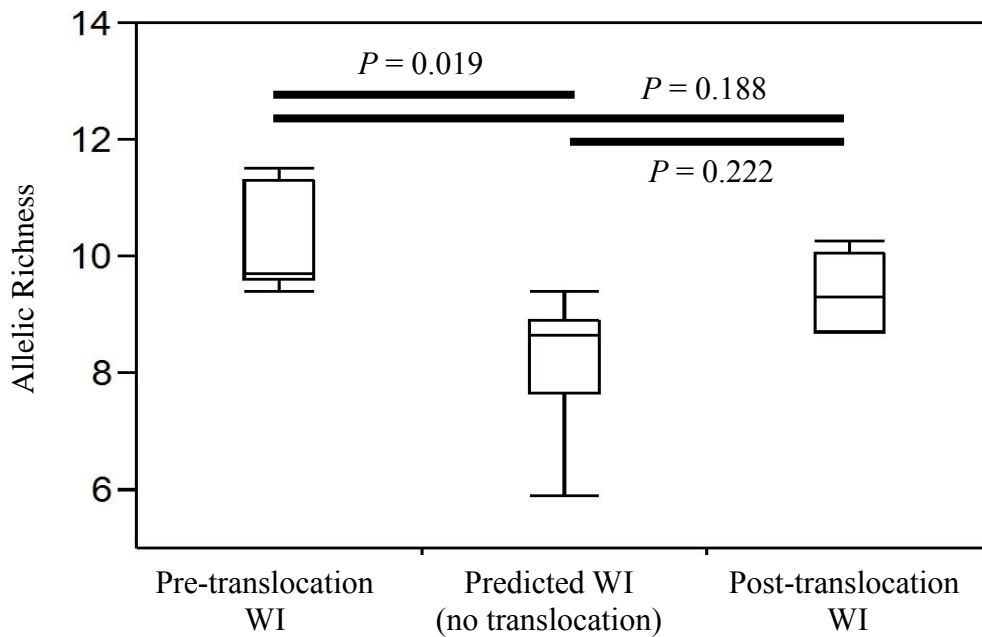 14
P = 0.019
P = 0.188
12
P = 0.222
10
Allelic Richness
8
6
Pre-translocation
WI
Predicted WI
(no translocation)
Post-translocation
WI